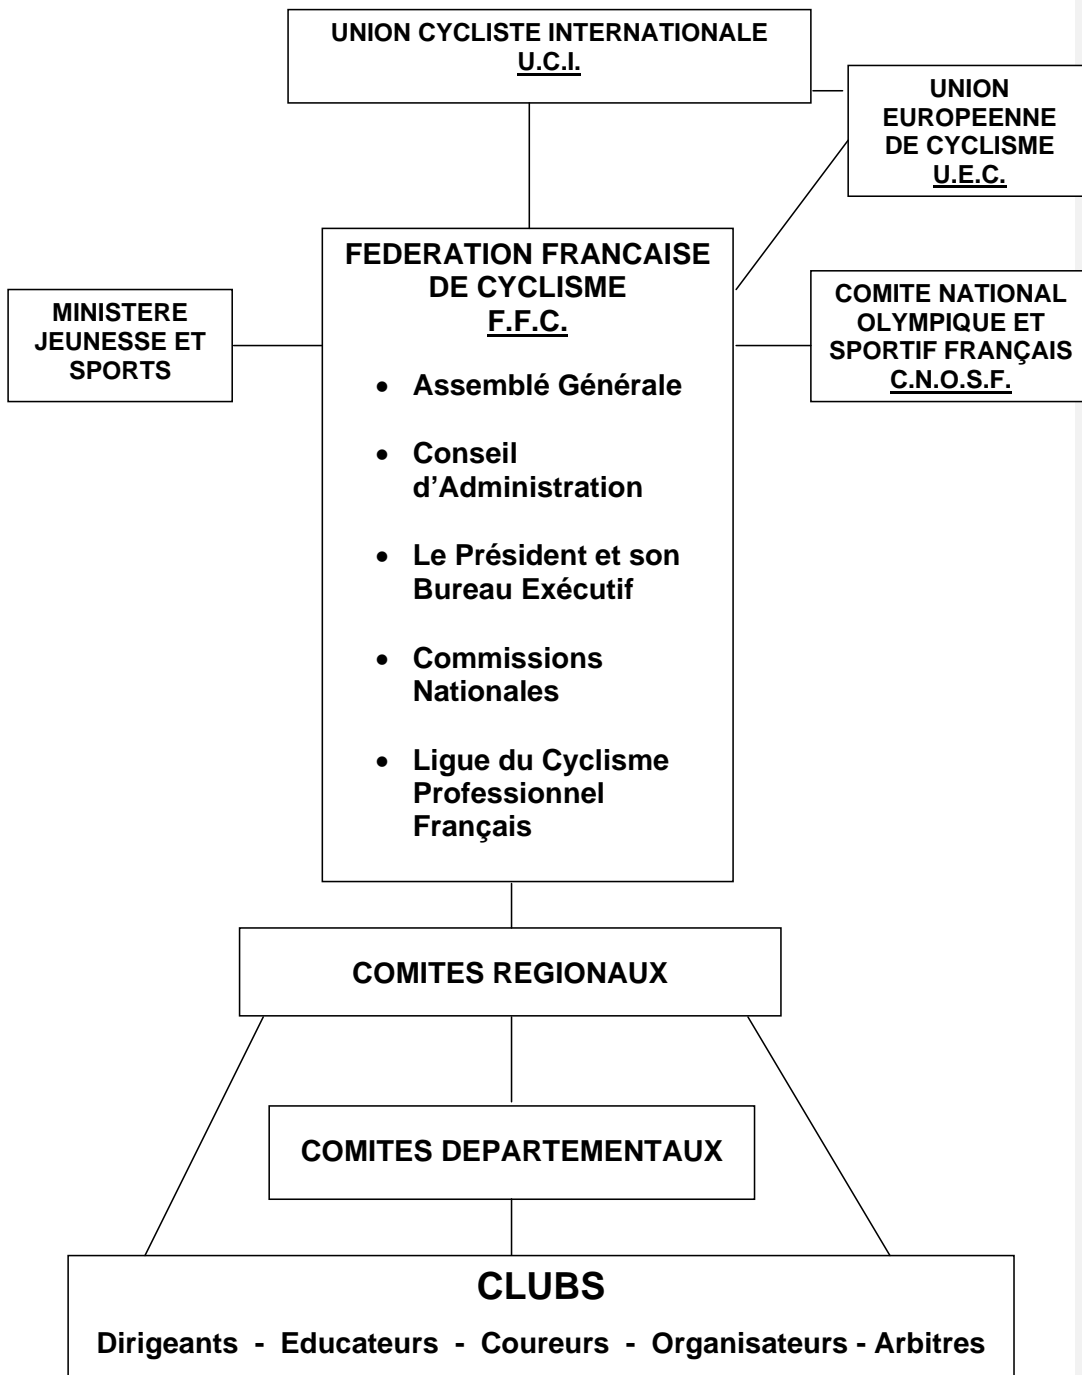 UNION CYCLISTE INTERNATIONALE
U.C.I.
UNION
EUROPEENNE
DE CYCLISME
U.E.C.
FEDERATION FRANCAISE
DE CYCLISME
F.F.C.
MINISTERE
JEUNESSE ET
SPORTS
COMITE NATIONAL
OLYMPIQUE ET
SPORTIF FRANÇAIS
C.N.O.S.F.
• Assemblé Générale
• Conseil
d’Administration
• Le Président et son
Bureau Exécutif
• Commissions
Nationales
• Ligue du Cyclisme
Professionnel
Français
COMITES REGIONAUX
COMITES DEPARTEMENTAUX
CLUBS
Dirigeants - Educateurs - Coureurs - Organisateurs - Arbitres